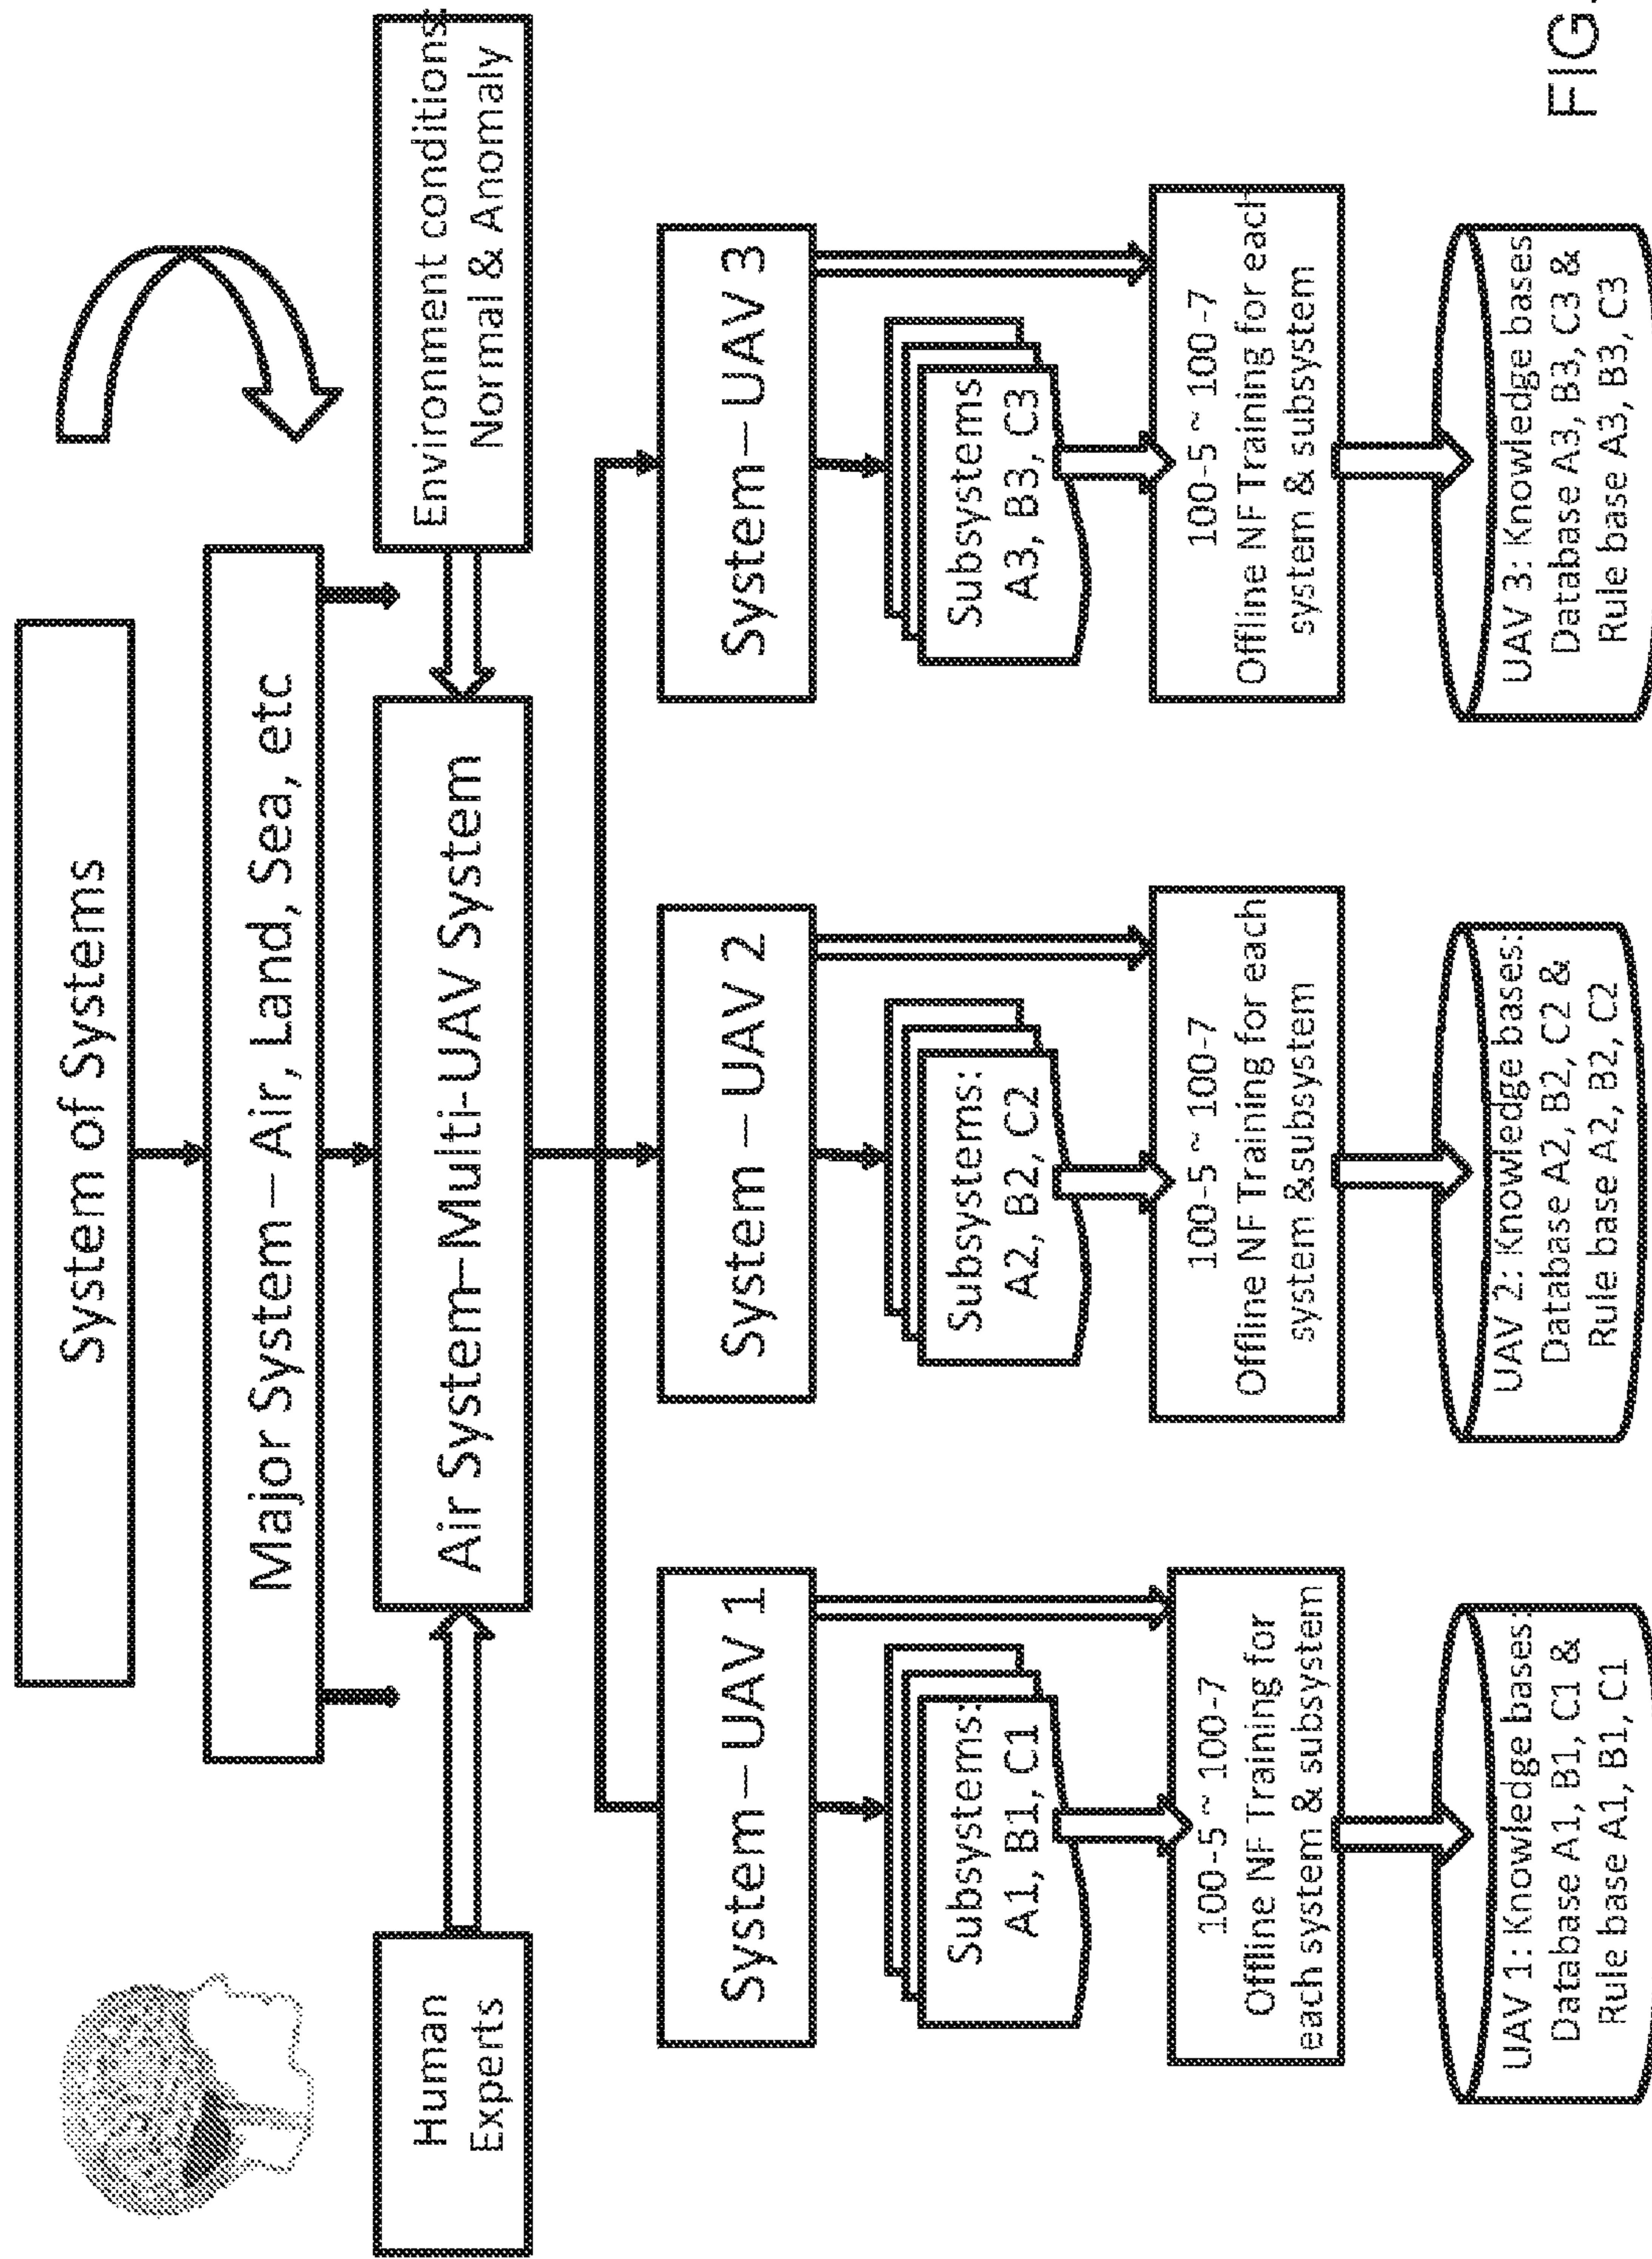 System of Systems
Major System – Air, Land, Sea, etc
Human
Experts
Air System–Multi-UAV System
Environment conditions:
Normal & Anomaly
System – UAV 1
System – UAV 2
System – UAV 3
Subsystems:
A1, B1, C1
Subsystems:
A2, B2, C2
Subsystems
A3, B3, C3
100-5 ~ 100-7
Offline NF Training for
each system & subsystem
100-5 ~ 100-7
Offline NF Training for each
system &subsystem
100-5 ~ 100-7
Offline NF Training for each
system & subsystem
UAV 1: Knowledge bases:
Database A1, B1, C1 &
Rule base A1, B1, C1
UAV 2: Knowledge bases:
Database A2, B2, C2 &
Rule base A2, B2, C2
UAV 3: Knowledge bases
Database A3, B3, C3 &
Rule base A3, B3, C3
FIG.